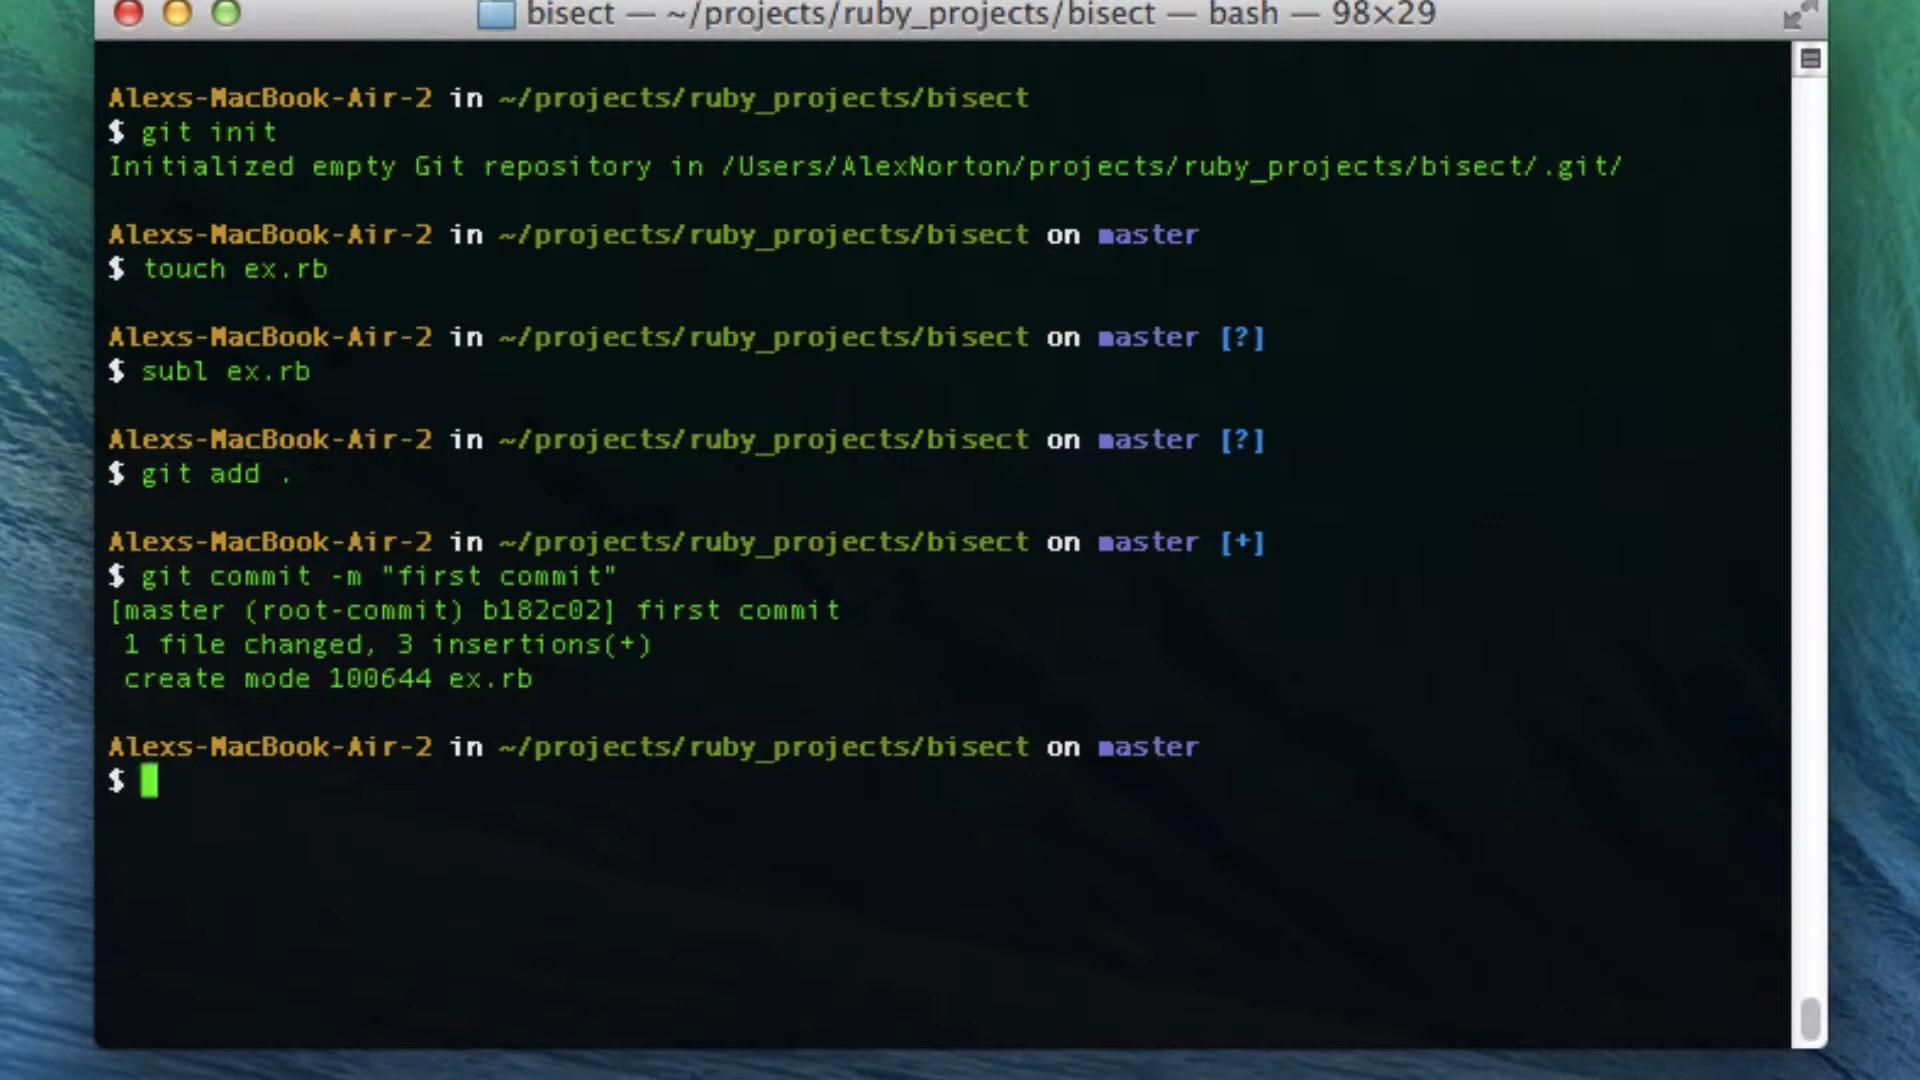 bisect — ~/projects/ruby_projects/bisect — bash — 98×29
Alexs-MacBook-Air-2 in ~/projects/ruby_projects/bisect
$ git init
Initialized empty Git repository in /Users/AlexNorton/projects/ruby_projects/bisect/.git/
Alexs-MacBook-Air-2 in ~/projects/ruby_projects/bisect on master
$ touch ex.rb
Alexs-MacBook-Air-2 in ~/projects/ruby_projects/bisect on master [?]
$ subl ex.rb
Alexs-MacBook-Air-2 in ~/projects/ruby_projects/bisect on master [?]
$ git add .
Alexs-MacBook-Air-2 in ~/projects/ruby_projects/bisect on master [+]
$ git commit -m "first commit"
[master (root-commit) b182c02] first commit
1 file changed, 3 insertions(+)
create mode 100644 ex.rb
Alexs-MacBook-Air-2 in ~/projects/ruby_projects/bisect on master
$